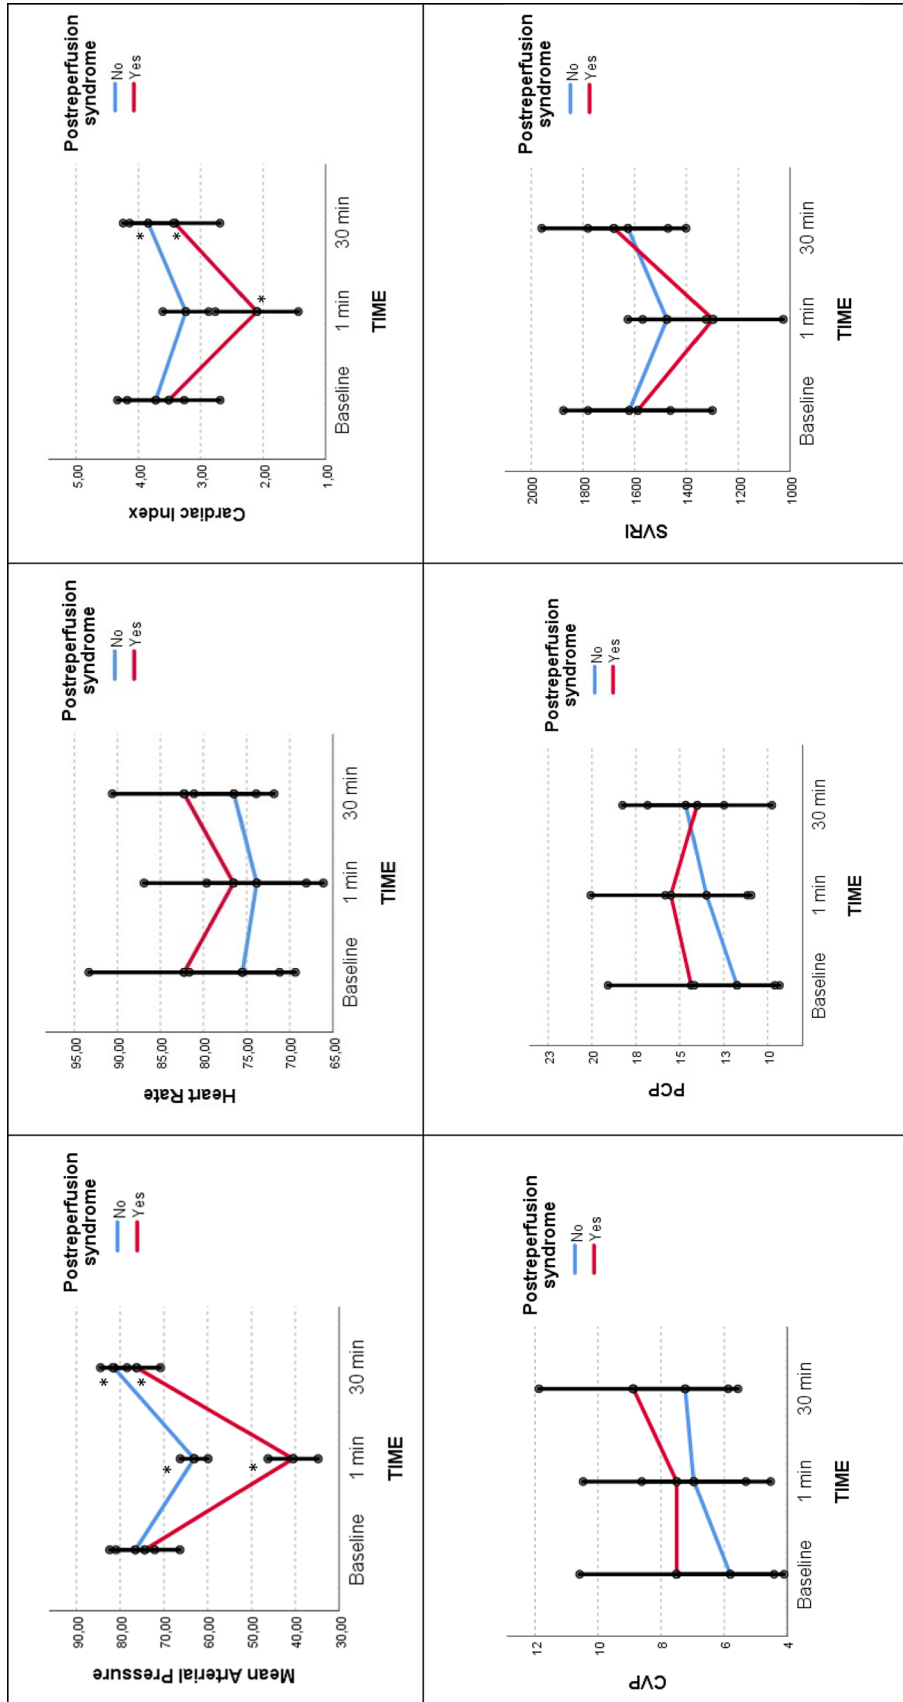 Mean Arterial Pressure
90,00
80,00
70,00
60,00
50,00
40,00
30,00
*
*
*
*
Baseline
1 min
30 min
TIME
Postreperfusion
syndrome
No
Yes
Heart Rate
95,00
90,00
85,00
80,00
75,00
70,00
65,00
Baseline
1 min
30 min
TIME
Postreperfusion
syndrome
No
Yes
Cardiac Index
5,00
4,00
3,00
2,00
1,00
*
*
*
Baseline
1 min
30 min
TIME
Postreperfusion
syndrome
No
Yes
CVP
12
10
8
6
4
Baseline
1 min
30 min
TIME
Postreperfusion
syndrome
No
Yes
PCP
23
20
18
15
13
10
Baseline
1 min
30 min
TIME
Postreperfusion
syndrome
No
Yes
SVRI
2000
1800
1600
1400
1200
1000
Baseline
1 min
30 min
TIME
Postreperfusion
syndrome
No
Yes